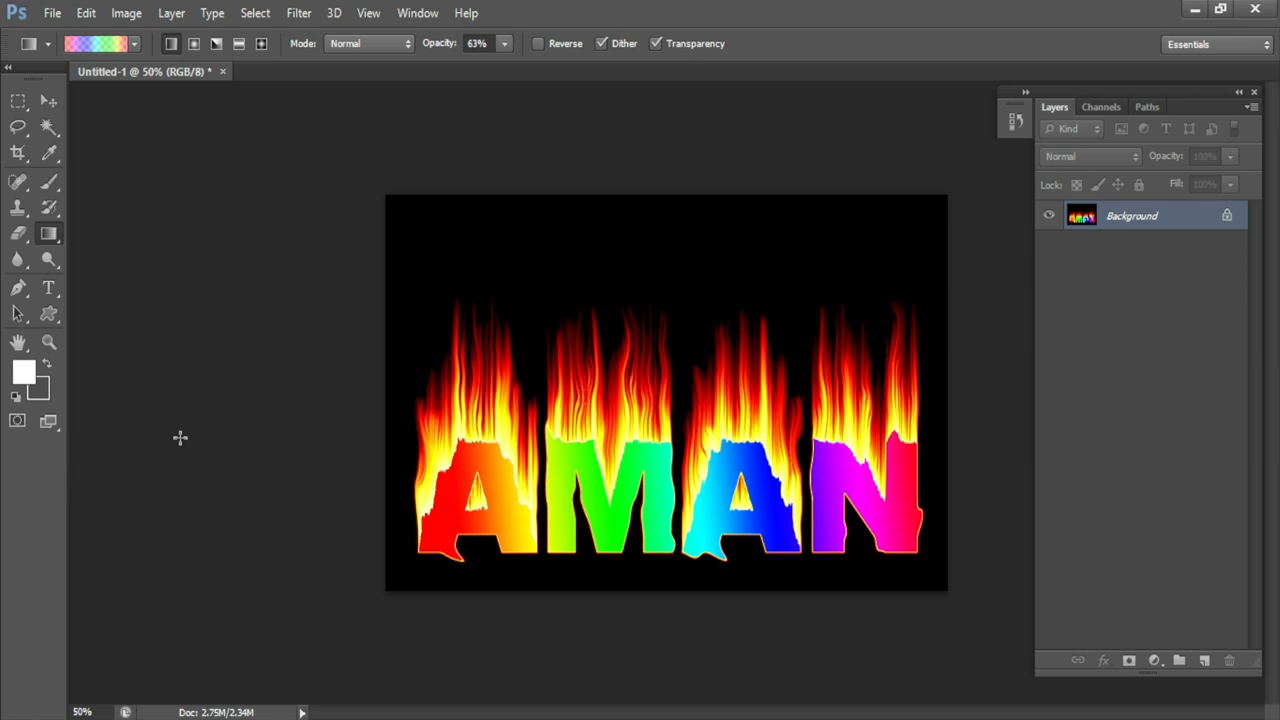 Ps File Edit Image Layer Type Select Filter 3D View Window Help
Mode: Normal Opacity: 63% Reverse Dither Transparency Essentials
Untitled-1 @ 50% (RGB/8) * ×
Layers Channels Paths
Kind
Normal Opacity: 100%
Lock: Fill: 100%
Background
AMAN
50% Doc: 2.75M/2.34M